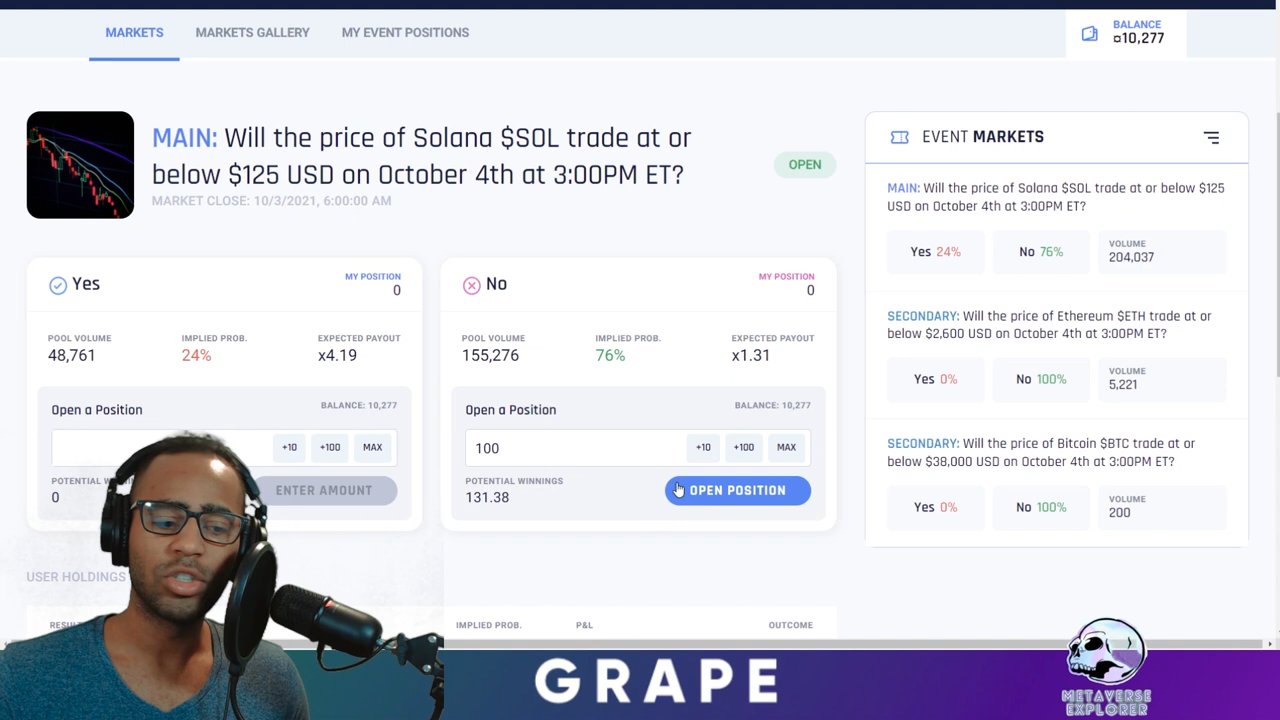 MARKETS
MARKETS GALLERY
MY EVENT POSITIONS
BALANCE
¤10,277
MAIN: Will the price of Solana $SOL trade at or
below $125 USD on October 4th at 3:00PM ET?
MARKET CLOSE: 10/3/2021, 6:00:00 AM
OPEN
Yes
MY POSITION
0
POOL VOLUME
IMPLIED PROB.
EXPECTED PAYOUT
48,761
24%
x4.19
Open a Position
BALANCE: 10,277
+10
+100
MAX
POTENTIAL
0
ENTER AMOUNT
No
MY POSITION
0
POOL VOLUME
IMPLIED PROB.
EXPECTED PAYOUT
155,276
76%
x1.31
Open a Position
BALANCE: 10,277
100
+10
+100
MAX
POTENTIAL WINNINGS
131.38
OPEN POSITION
EVENT MARKETS
MAIN: Will the price of Solana $SOL trade at or below $125
USD on October 4th at 3:00PM ET?
Yes 24%
No 76%
VOLUME
204,037
SECONDARY: Will the price of Ethereum $ETH trade at or
below $2,600 USD on October 4th at 3:00PM ET?
Yes 0%
No 100%
VOLUME
5,221
SECONDARY: Will the price of Bitcoin $BTC trade at or
below $38,000 USD on October 4th at 3:00PM ET?
Yes 0%
No 100%
VOLUME
200
USER HOLDINGS
IMPLIED PROB.
P&L
OUTCOME
GRAPE
METAVERSE
EXPLORER